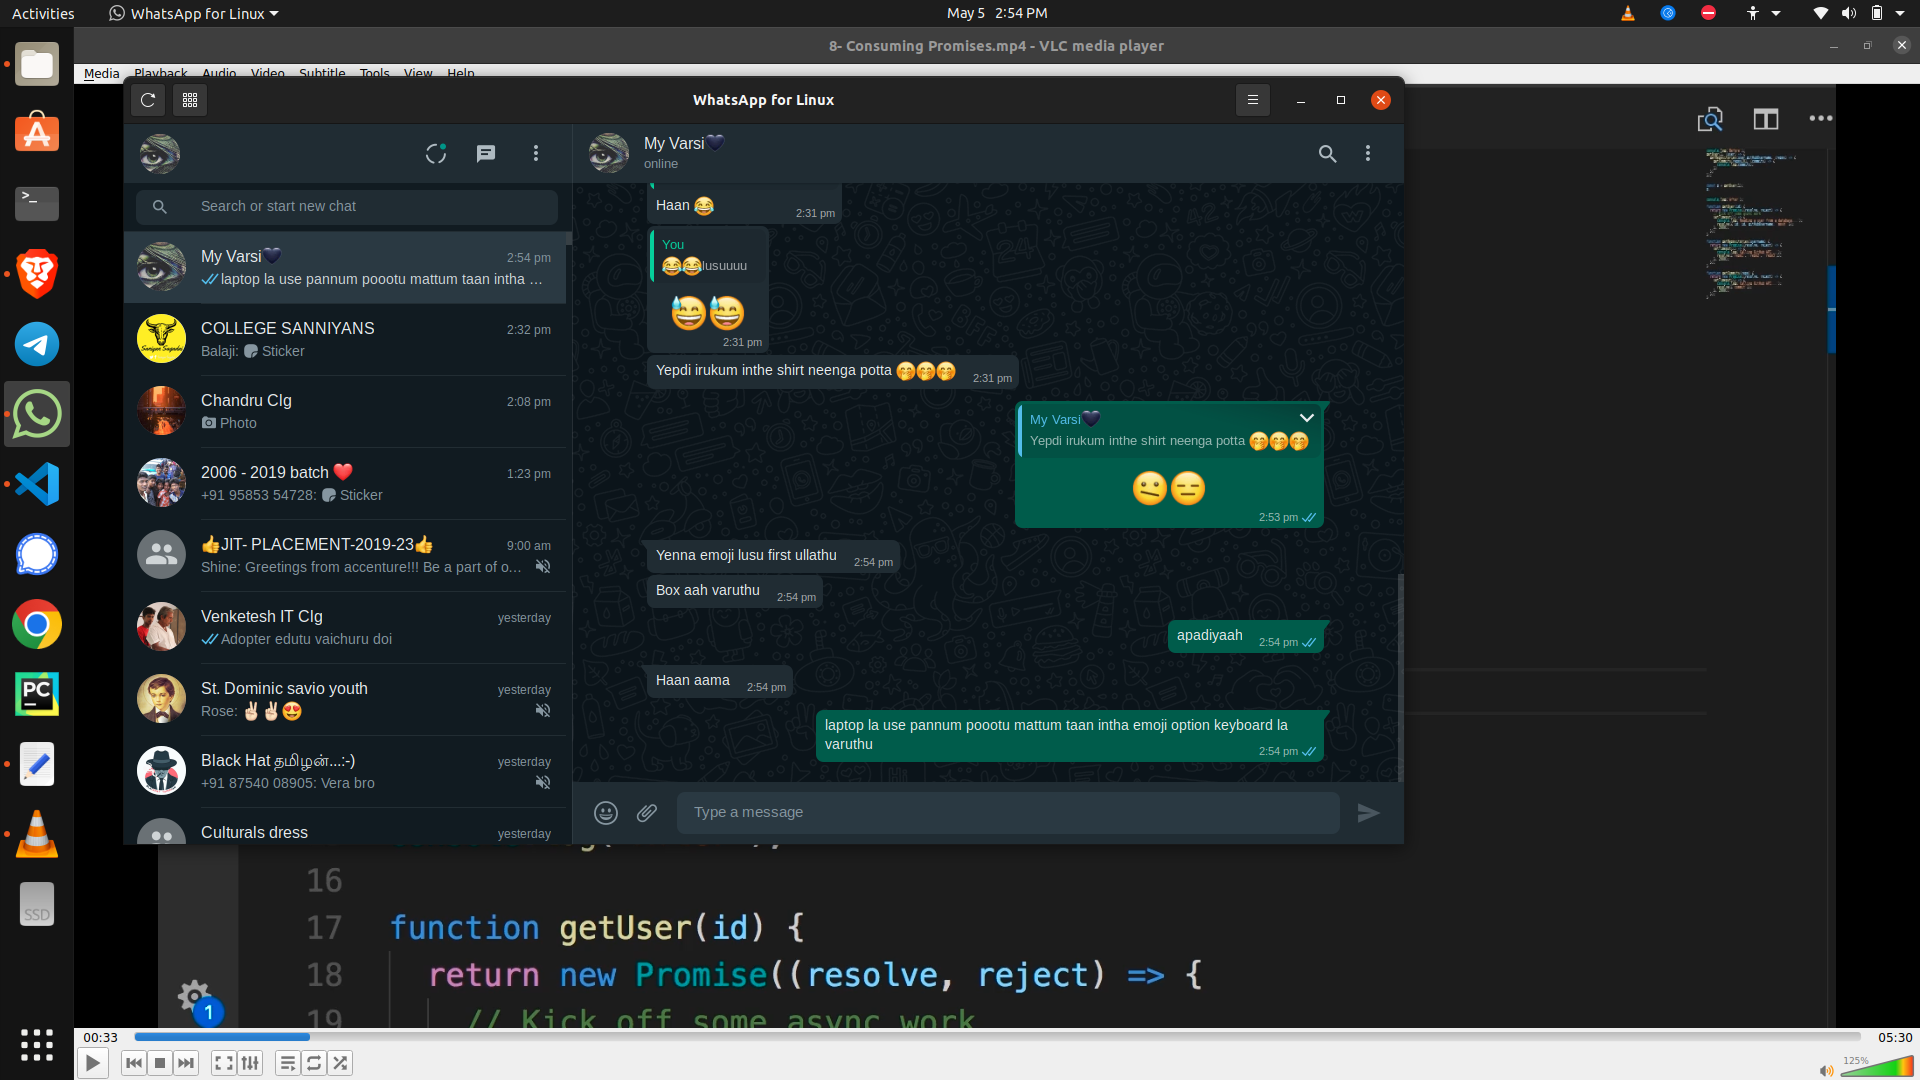 Activities
WhatsApp for Linux
May 5 2:54 PM
8- Consuming Promises.mp4 - VLC media player
Media Playback Audio Video Subtitle Tools View Help
WhatsApp for Linux
Search or start new chat
My Varsi🖤
2:54 pm
laptop la use pannum poootu mattum taan intha …
COLLEGE SANNIYANS
2:32 pm
Balaji: Sticker
Chandru Clg
2:08 pm
Photo
2006 - 2019 batch ❤️
1:23 pm
+91 95853 54728: Sticker
👍JIT- PLACEMENT-2019-23👍
9:00 am
Shine: Greetings from accenture!!! Be a part of o…
Venketesh IT Clg
yesterday
Adopter edutu vaichuru doi
St. Dominic savio youth
yesterday
Rose: ✌🏻✌🏻😍
Black Hat தமிழன்...:-)
yesterday
+91 87540 08905: Vera bro
Culturals dress
yesterday
My Varsi🖤
online
Haan 😂
2:31 pm
You
😂😂lusuuuu
😅😅
2:31 pm
Yepdi irukum inthe shirt neenga potta 🤭🤭🤭
2:31 pm
My Varsi🖤
Yepdi irukum inthe shirt neenga potta 🤭🤭🤭
🫤😑
2:53 pm
Yenna emoji lusu first ullathu
2:54 pm
Box aah varuthu
2:54 pm
apadiyaah
2:54 pm
Haan aama
2:54 pm
laptop la use pannum poootu mattum taan intha emoji option keyboard la
varuthu
2:54 pm
Type a message
16
17 function getUser(id) {
18 return new Promise((resolve, reject) => {
19 // Kick off some async work
1
00:33
05:30
125%
PC
SSD